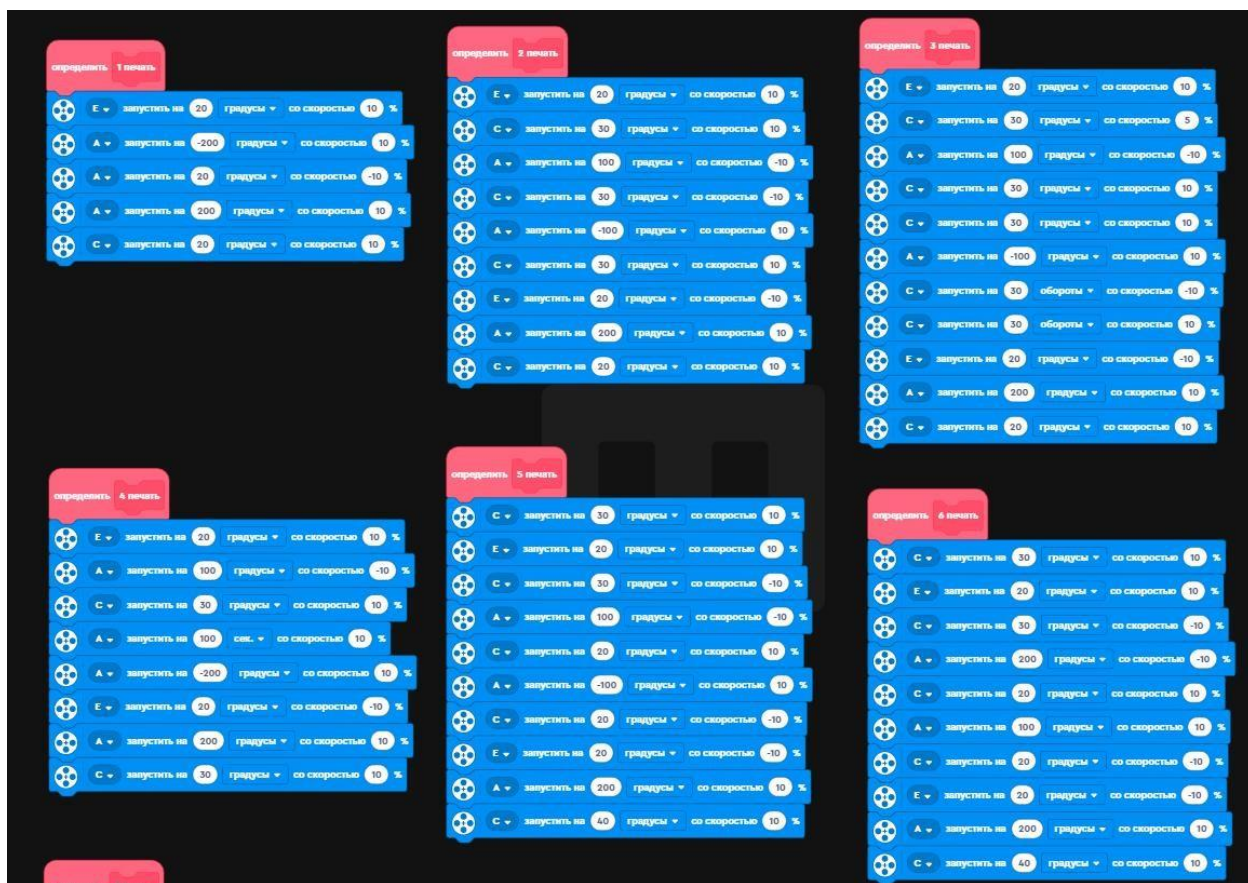 определить 1 печать
E запустить на 20 градусы со скоростью 10 %
A запустить на -200 градусы со скоростью 10 %
A запустить на 20 градусы со скоростью -10 %
A запустить на 200 градусы со скоростью 10 %
C запустить на 20 градусы со скоростью 10 %
определить 2 печать
E запустить на 20 градусы со скоростью 10 %
C запустить на 30 градусы со скоростью 10 %
A запустить на 100 градусы со скоростью -10 %
C запустить на 30 градусы со скоростью -10 %
A запустить на -100 градусы со скоростью 10 %
C запустить на 30 градусы со скоростью 10 %
E запустить на 20 градусы со скоростью -10 %
A запустить на 200 градусы со скоростью 10 %
C запустить на 20 градусы со скоростью 10 %
определить 3 печать
E запустить на 20 градусы со скоростью 10 %
C запустить на 30 градусы со скоростью 5 %
A запустить на 100 градусы со скоростью -10 %
C запустить на 30 градусы со скоростью 10 %
C запустить на 30 градусы со скоростью 10 %
A запустить на -100 градусы со скоростью 10 %
C запустить на 30 обороты со скоростью -10 %
C запустить на 30 обороты со скоростью 10 %
E запустить на 20 градусы со скоростью -10 %
A запустить на 200 градусы со скоростью 10 %
C запустить на 20 градусы со скоростью 10 %
определить 4 печать
E запустить на 20 градусы со скоростью 10 %
A запустить на 100 градусы со скоростью -10 %
C запустить на 30 градусы со скоростью 10 %
A запустить на 100 сек. со скоростью 10 %
A запустить на -200 градусы со скоростью 10 %
E запустить на 20 градусы со скоростью -10 %
A запустить на 200 градусы со скоростью 10 %
C запустить на 30 градусы со скоростью 10 %
определить 5 печать
C запустить на 30 градусы со скоростью 10 %
E запустить на 20 градусы со скоростью 10 %
C запустить на 30 градусы со скоростью -10 %
A запустить на 100 градусы со скоростью -10 %
C запустить на 20 градусы со скоростью 10 %
A запустить на -100 градусы со скоростью 10 %
C запустить на 20 градусы со скоростью -10 %
E запустить на 20 градусы со скоростью -10 %
A запустить на 200 градусы со скоростью 10 %
C запустить на 40 градусы со скоростью 10 %
определить 6 печать
C запустить на 30 градусы со скоростью 10 %
E запустить на 20 градусы со скоростью 10 %
C запустить на 30 градусы со скоростью -10 %
A запустить на 200 градусы со скоростью -10 %
C запустить на 20 градусы со скоростью 10 %
A запустить на 100 градусы со скоростью 10 %
C запустить на 20 градусы со скоростью -10 %
E запустить на 20 градусы со скоростью -10 %
A запустить на 200 градусы со скоростью 10 %
C запустить на 40 градусы со скоростью 10 %